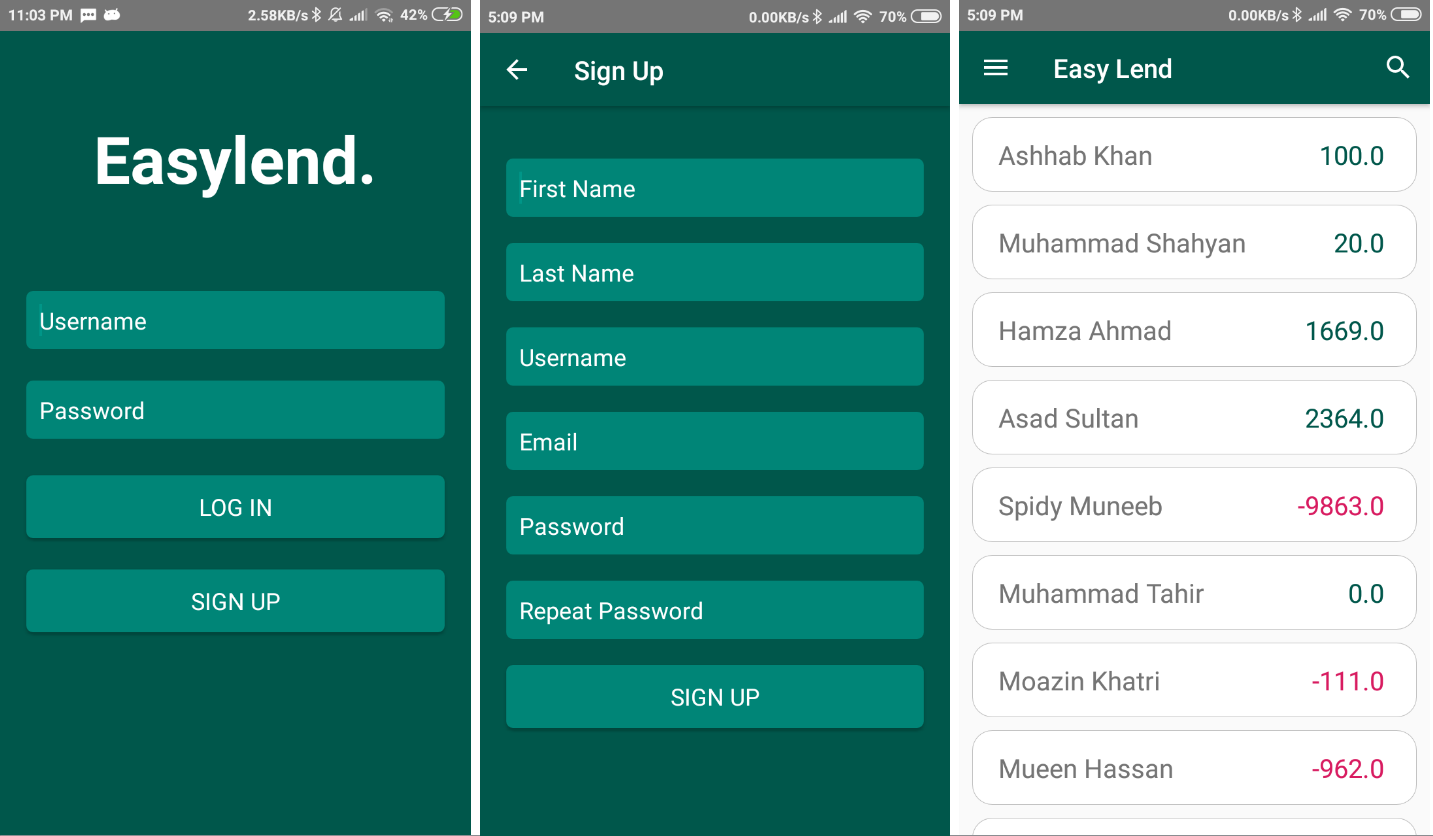 11:03 PM 2.58KB/s 42%
Easylend.
Username
Password
LOG IN
SIGN UP
5:09 PM 0.00KB/s 70%
Sign Up
First Name
Last Name
Username
Email
Password
Repeat Password
SIGN UP
5:09 PM 0.00KB/s 70%
Easy Lend
Ashhab Khan 100.0
Muhammad Shahyan 20.0
Hamza Ahmad 1669.0
Asad Sultan 2364.0
Spidy Muneeb -9863.0
Muhammad Tahir 0.0
Moazin Khatri -111.0
Mueen Hassan -962.0